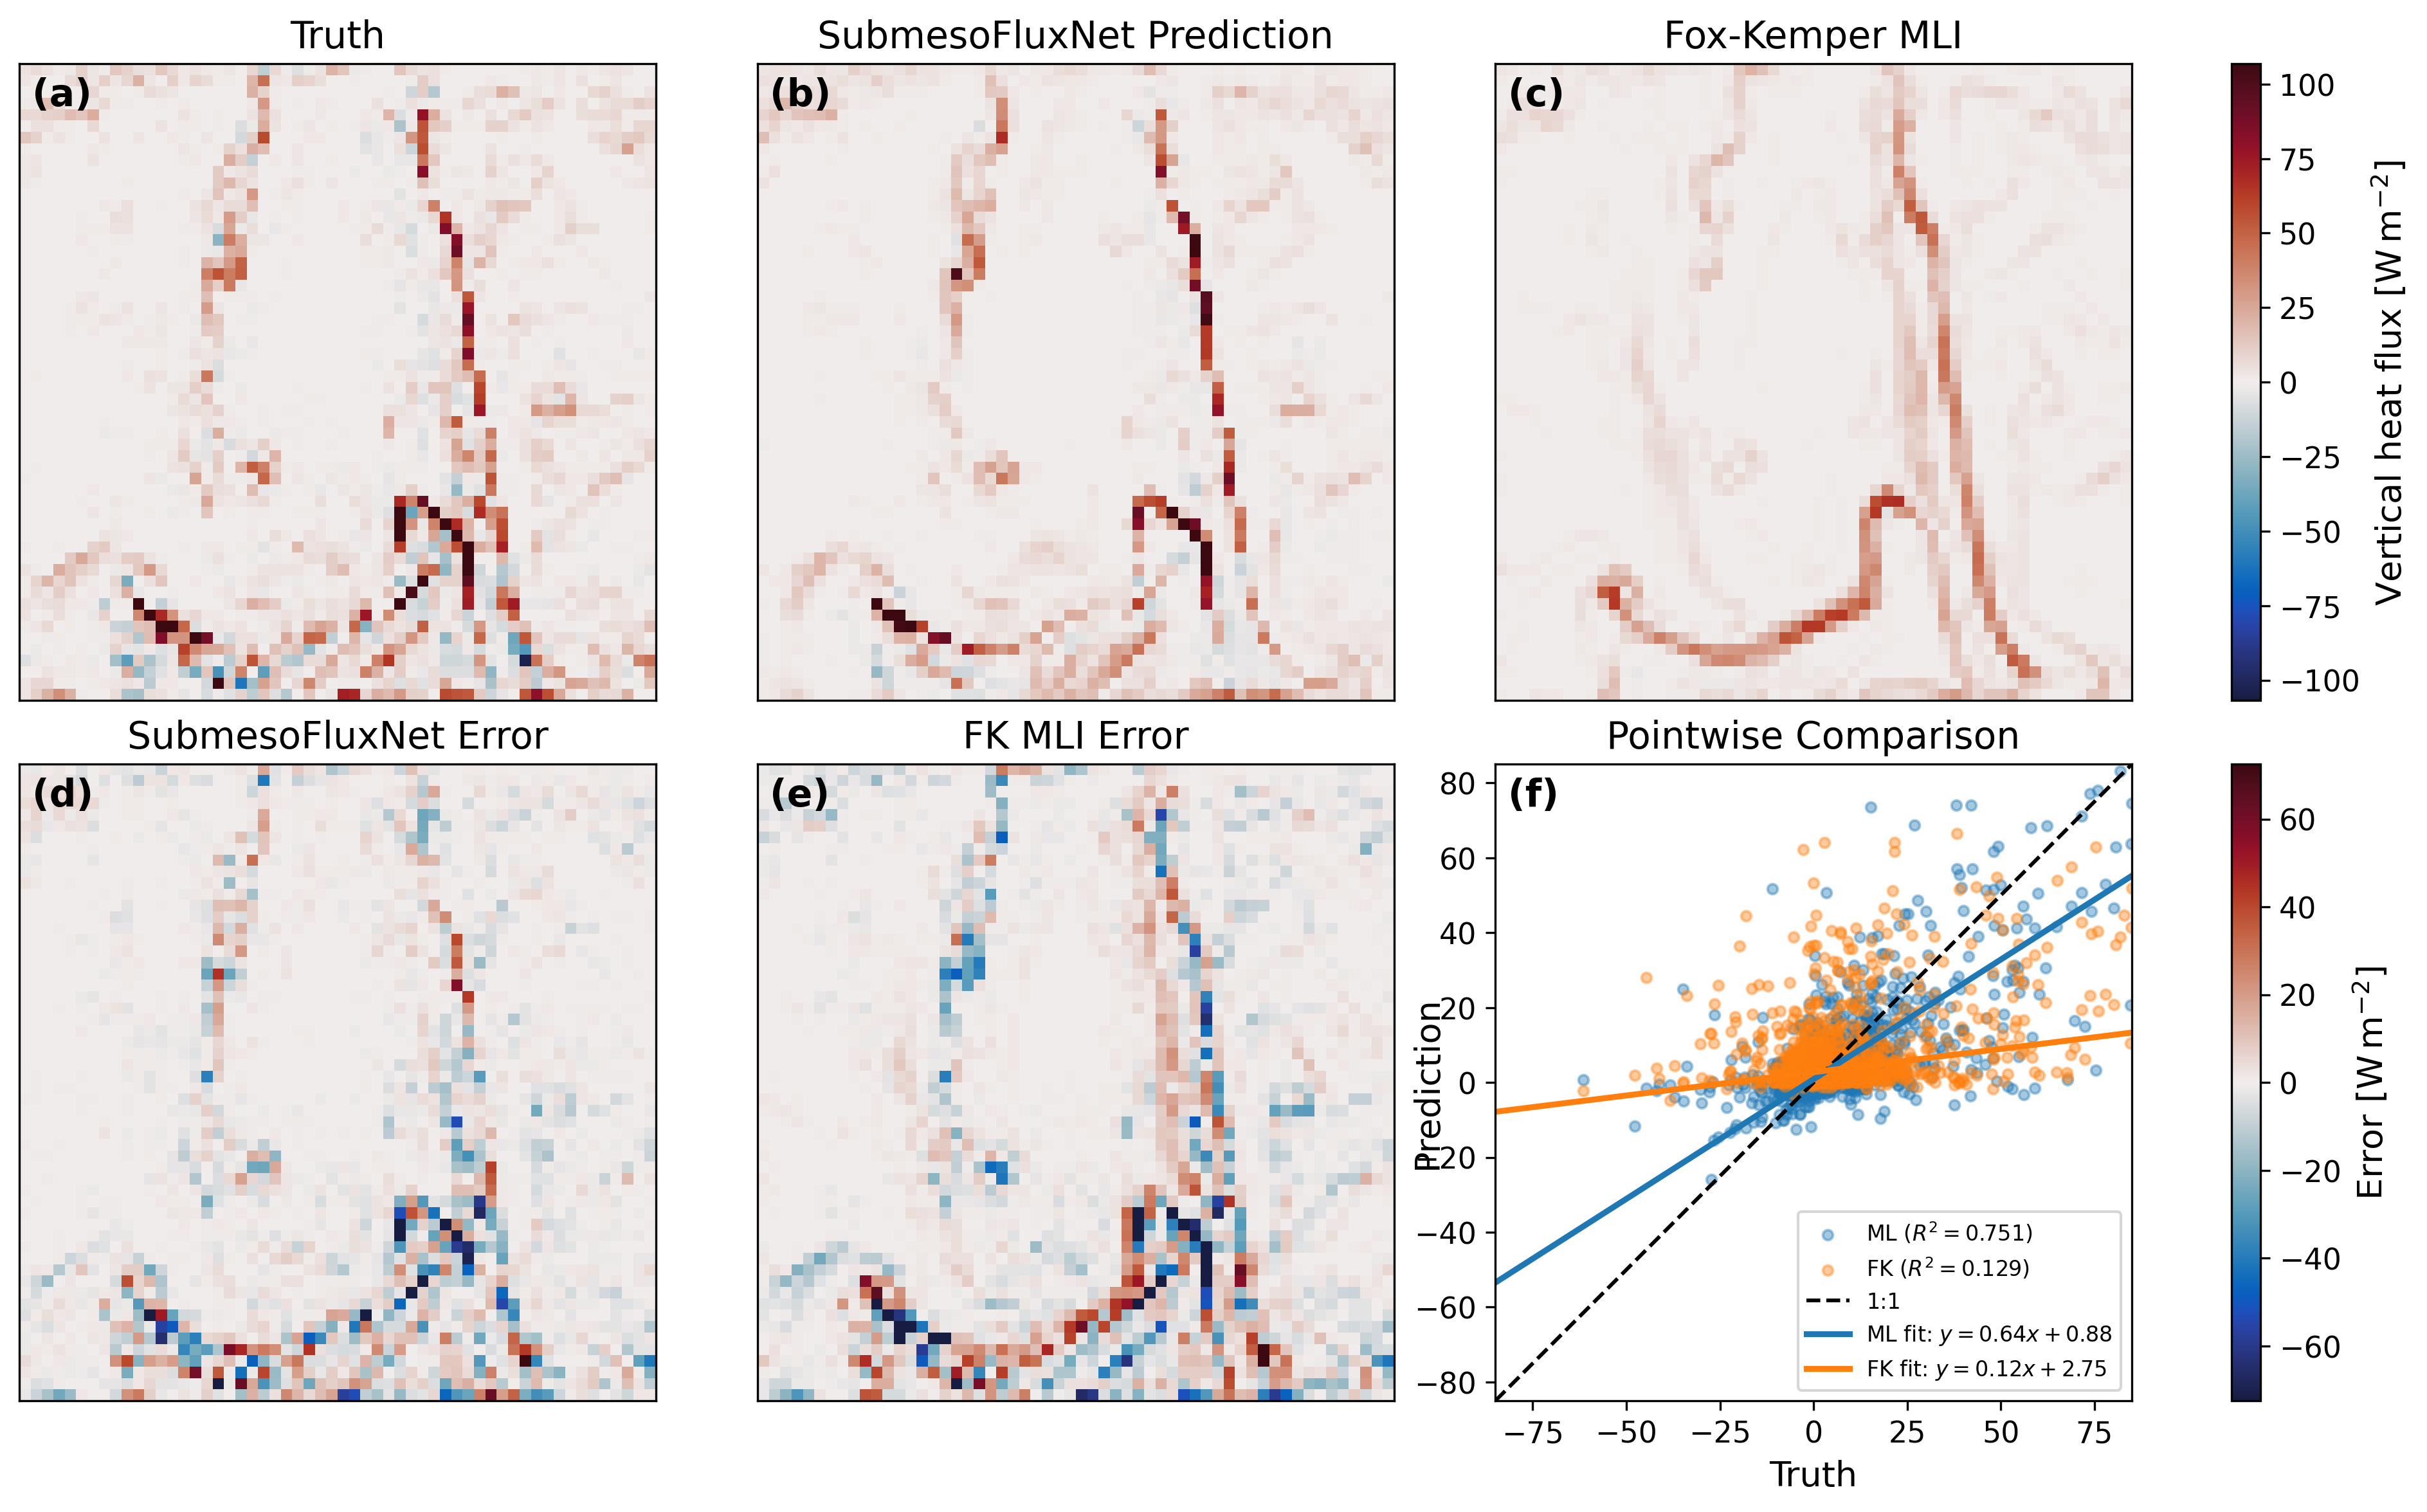 Truth
SubmesoFluxNet Prediction
Fox-Kemper MLI
(a)
(b)
(c)
100
75
50
25
0
−25
−50
−75
−100
Vertical heat flux [W m⁻²]
SubmesoFluxNet Error
FK MLI Error
Pointwise Comparison
(d)
(e)
(f)
80
60
40
20
0
−20
−40
−60
−80
Prediction
ML (R² = 0.751)
FK (R² = 0.129)
1:1
ML fit: y = 0.64x + 0.88
FK fit: y = 0.12x + 2.75
−75
−50
−25
0
25
50
75
Truth
60
40
20
0
−20
−40
−60
Error [W m⁻²]